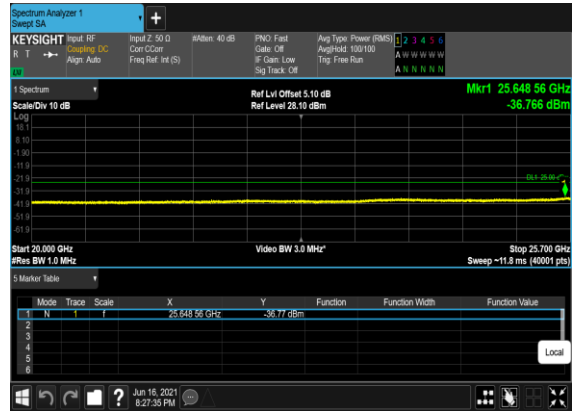 Spectrum Analyzer 1
Swept SA
+
KEYSIGHT Input: RF Input Z: 50 Ω #Atten: 40 dB PNO: Fast Avg Type: Power (RMS) 1 2 3 4 5 6
R T Coupling: DC Corr CCorr Gate: Off Avg|Hold: 100/100 A W W W W W
Align: Auto Freq Ref: Int (S) IF Gain: Low Trig: Free Run
Sig Track: Off A N N N N N
1 Spectrum Ref Lvl Offset 5.10 dB Mkr1 25.648 56 GHz
Scale/Div 10 dB Ref Level 28.10 dBm -36.766 dBm
Log
18.1
8.10
-1.90
-11.9
-21.9
DL1 -25.00
-31.9
-41.9
-51.9
-61.9
Start 20.000 GHz Video BW 3.0 MHz* Stop 25.700 GHz
#Res BW 1.0 MHz Sweep ~11.8 ms (40001 pts)
5 Marker Table
Mode Trace Scale X Y Function Function Width Function Value
1 N 1 f 25.648 56 GHz -36.77 dBm
2
3
4
5
6
Local
? Jun 16, 2021
8:27:35 PM